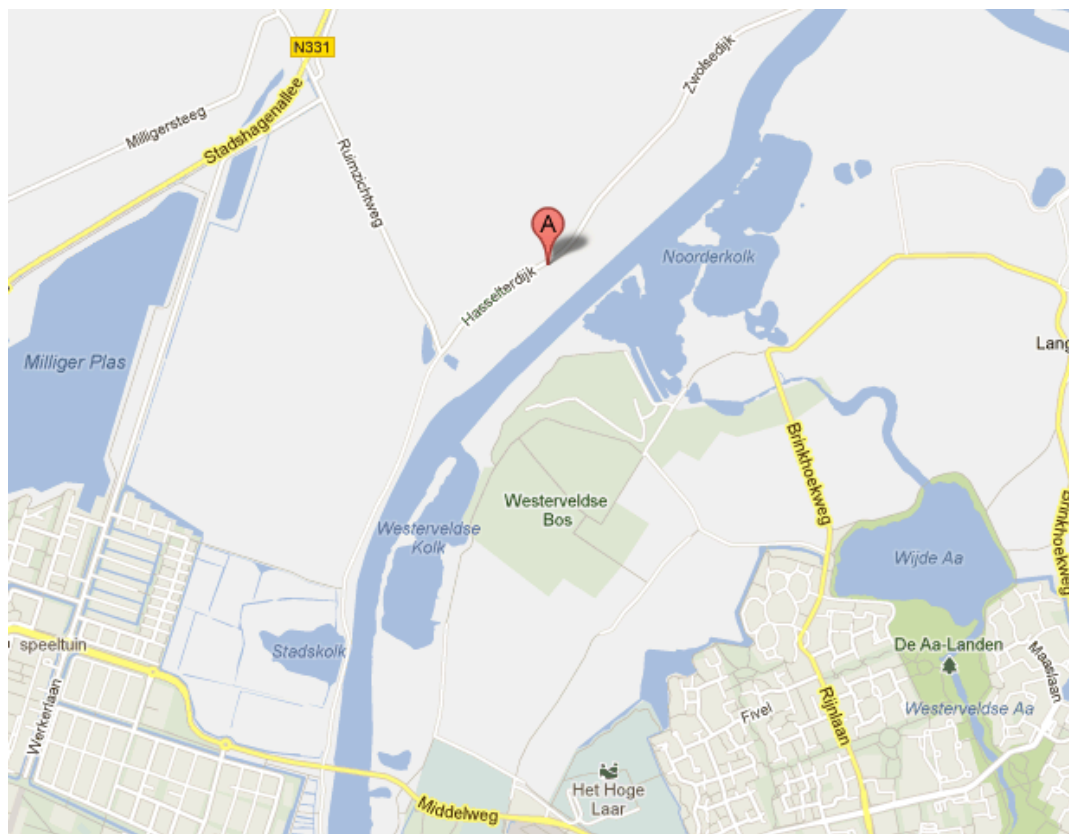 N331
Zwolsedijk
Milligersteeg
Stadshagenallee
Ruimzichtweg
A
Noorderkolk
Hasselterdijk
Milliger Plas
Lang
Brinkhoekweg
Westerveldse
Bos
Brinkhoekweg
Westerveldse
Kolk
Wijde Aa
speeltuin
Stadskolk
De Aa-Landen
Maaslaan
Werkerlaan
Fivel
Rijnlaan
Westerveldse Aa
Het Hoge
Laar
Middelweg